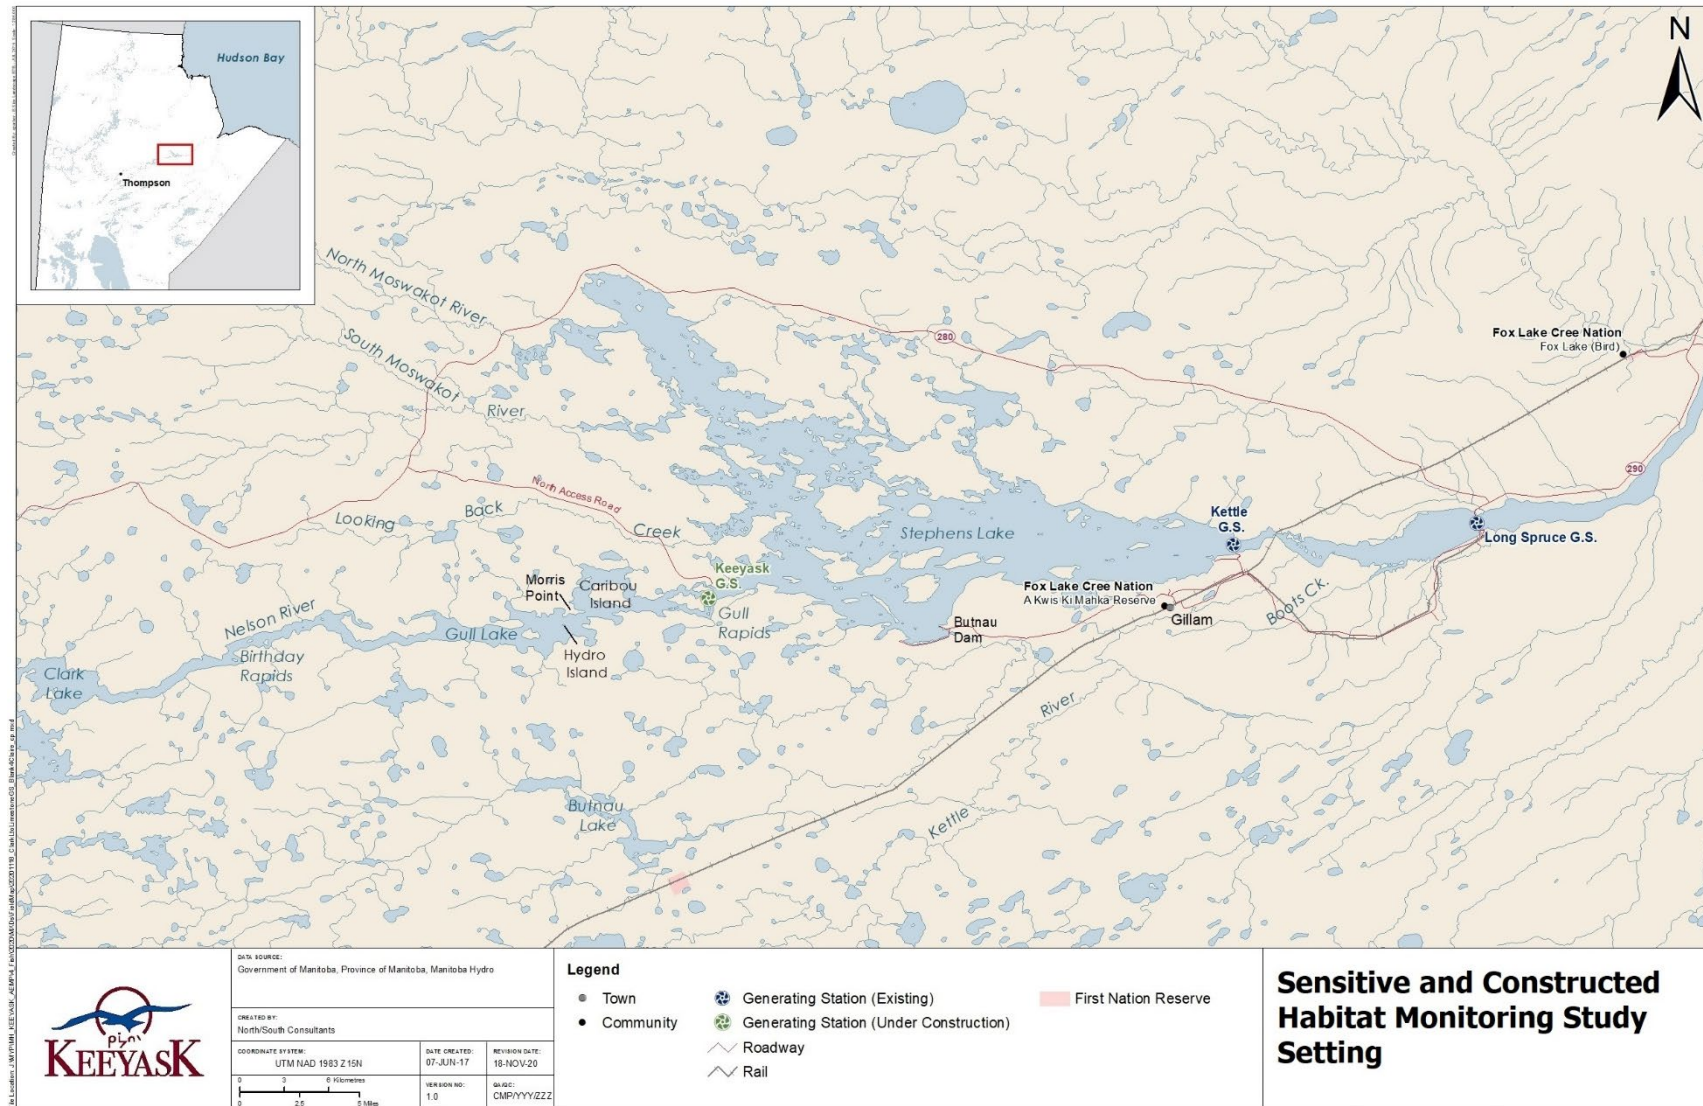 Hudson Bay
Thompson
N
North Moswakot River
South Moswakot
River
280
Fox Lake Cree Nation
Fox Lake (Bird)
290
North Access Road
Looking
Back
Creek
Stephens Lake
Kettle
G.S.
Long Spruce G.S.
Keeyask
G.S.
Morris
Point
Caribou
Island
Fox Lake Cree Nation
A Kwis Ki Mahka Reserve
Boots Ck.
Gull
Rapids
Nelson River
Gull Lake
Butnau
Dam
Gillam
Birthday
Rapids
Hydro
Island
Clark
Lake
River
Kettle
Butnau
Lake
KEEYASK
DATA SOURCE:
Government of Manitoba, Province of Manitoba, Manitoba Hydro
CREATED BY:
North/South Consultants
COORDINATE SYSTEM:
UTM NAD 1983 Z15N
DATE CREATED:
07-JUN-17
REVISION DATE:
18-NOV-20
0 3 6 Kilometres
0 2.5 5 Miles
VERSION NO:
1.0
QA/QC:
CMP/YYY/ZZZ
Legend
Town
Community
Generating Station (Existing)
Generating Station (Under Construction)
Roadway
Rail
First Nation Reserve
Sensitive and Constructed
Habitat Monitoring Study
Setting